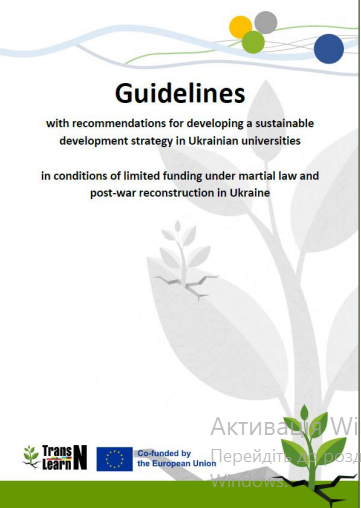 Guidelines
with recommendations for developing a sustainable
development strategy in Ukrainian universities
in conditions of limited funding under martial law and
post-war reconstruction in Ukraine
Trans
Learn N
Co-funded by
the European Union
Активація Wi
Перейдіть до розд
Windows.